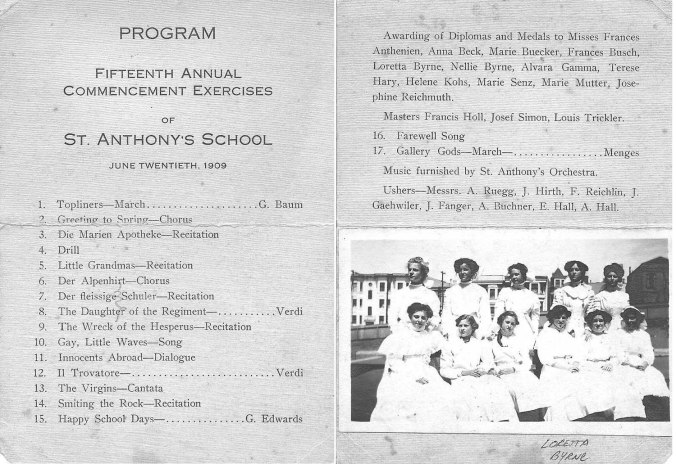 PROGRAM
FIFTEENTH ANNUAL
COMMENCEMENT EXERCISES
OF
ST. ANTHONY'S SCHOOL
JUNE TWENTIETH, 1909
1. Topliners—March......................G. Baum
2. Greeting to Spring—Chorus
3. Die Marien Apotheke—Recitation
4. Drill
5. Little Grandmas—Recitation
6. Der Alpenhirt—Chorus
7. Der fleissige Schuler—Recitation
8. The Daughter of the Regiment—...........Verdi
9. The Wreck of the Hesperus—Recitation
10. Gay, Little Waves—Song
11. Innocents Abroad—Dialogue
12. Il Trovatore—...........................Verdi
13. The Virgins—Cantata
14. Smiting the Rock—Recitation
15. Happy School Days—...............G. Edwards
Awarding of Diplomas and Medals to Misses Frances
Anthenien, Anna Beck, Marie Buecker, Frances Busch,
Loretta Byrne, Nellie Byrne, Alvara Gamma, Terese
Hary, Helene Kohs, Marie Senz, Marie Mutter, Jose-
phine Reichmuth.
Masters Francis Holl, Josef Simon, Louis Trickler.
16. Farewell Song
17. Gallery Gods—March—.................Menges
Music furnished by St. Anthony's Orchestra.
Ushers—Messrs. A. Ruegg, J. Hirth, F. Reichlin, J.
Gaehwiler, J. Fanger, A. Buchner, E. Hall, A. Hall.
LORETTA
BYRNE